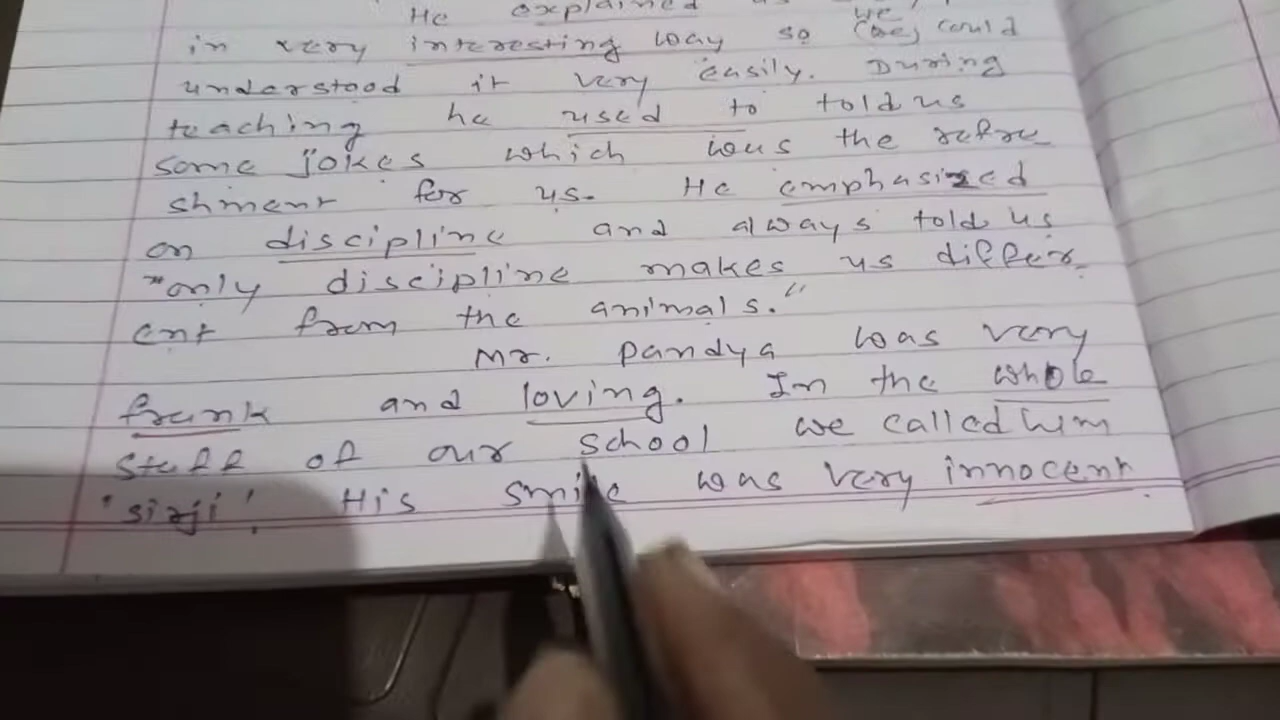 He explained
in very interesting way so (we) we could
understood it very easily. During
teaching he used to told us
some jokes which was the refre
shment for us. He emphasized
on discipline and always told us
"only discipline makes us differ-
ent from the animals."
Mr. Pandya was very
frank and loving. In the whole
staff of our school we called him
'sirji'. His smile was very innocent